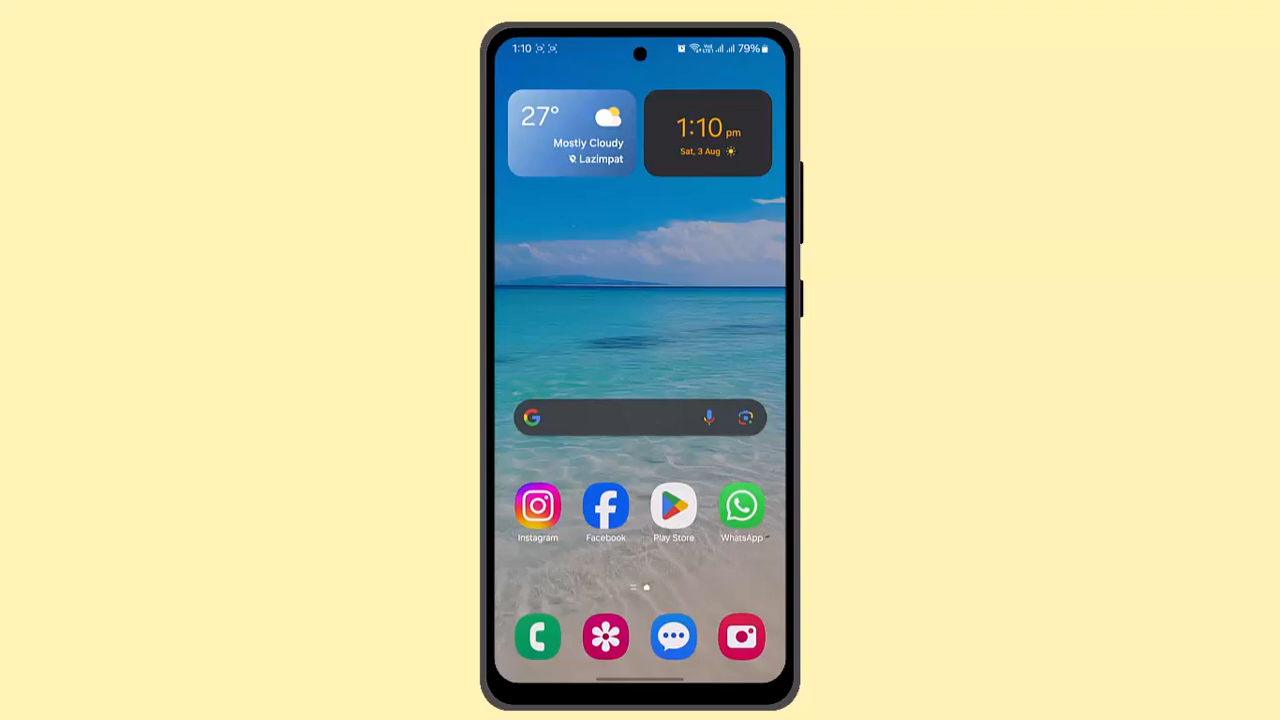 1:10 79%
27°
Mostly Cloudy
Lazimpat
1:10 pm
Sat, 3 Aug
Instagram Facebook Play Store WhatsApp